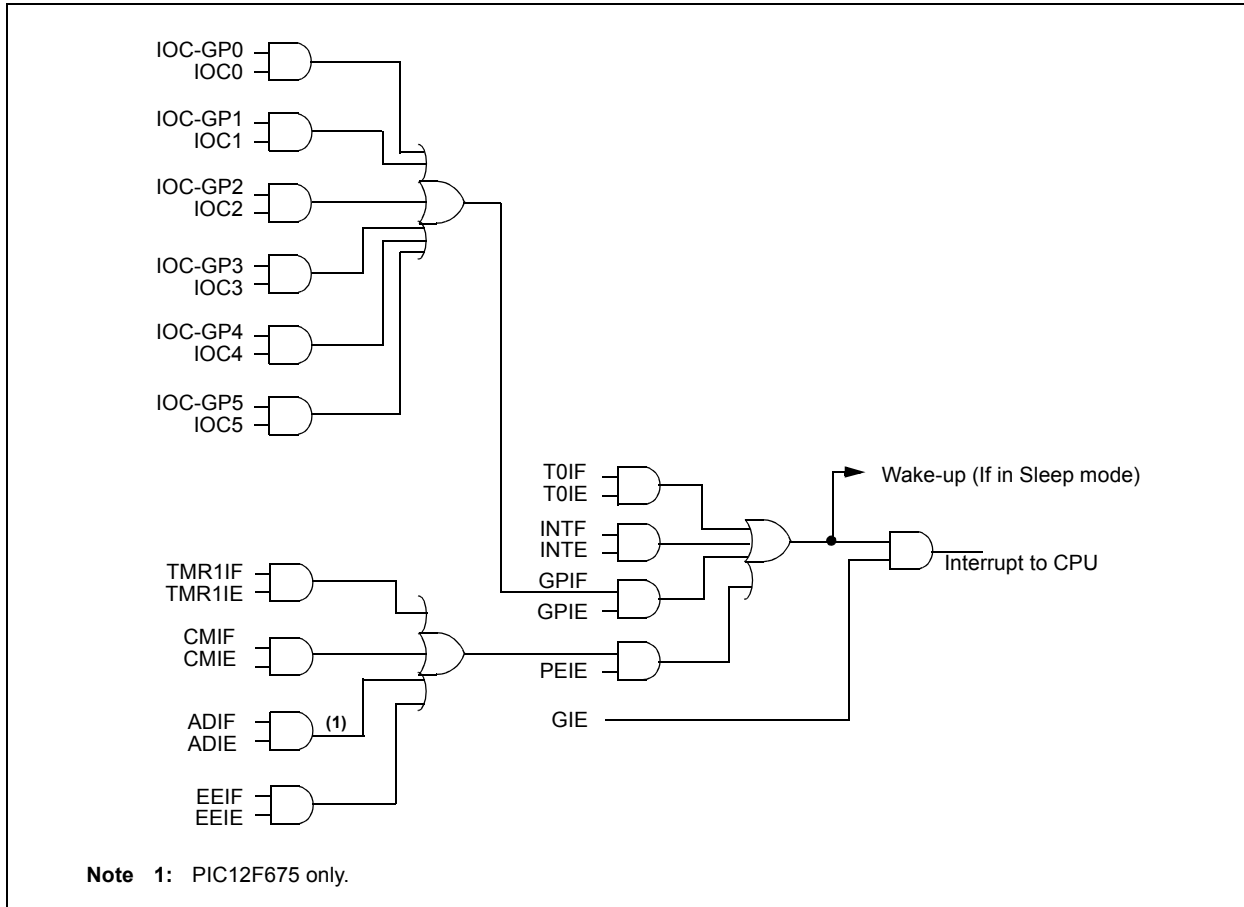 IOC-GP0
IOC0
IOC-GP1
IOC1
IOC-GP2
IOC2
IOC-GP3
IOC3
IOC-GP4
IOC4
IOC-GP5
IOC5
T0IF
T0IE
Wake-up (If in Sleep mode)
INTF
INTE
Interrupt to CPU
GPIF
GPIE
TMR1IF
TMR1IE
CMIF
CMIE
PEIE
GIE
ADIF
(1)
ADIE
EEIF
EEIE
Note 1: PIC12F675 only.